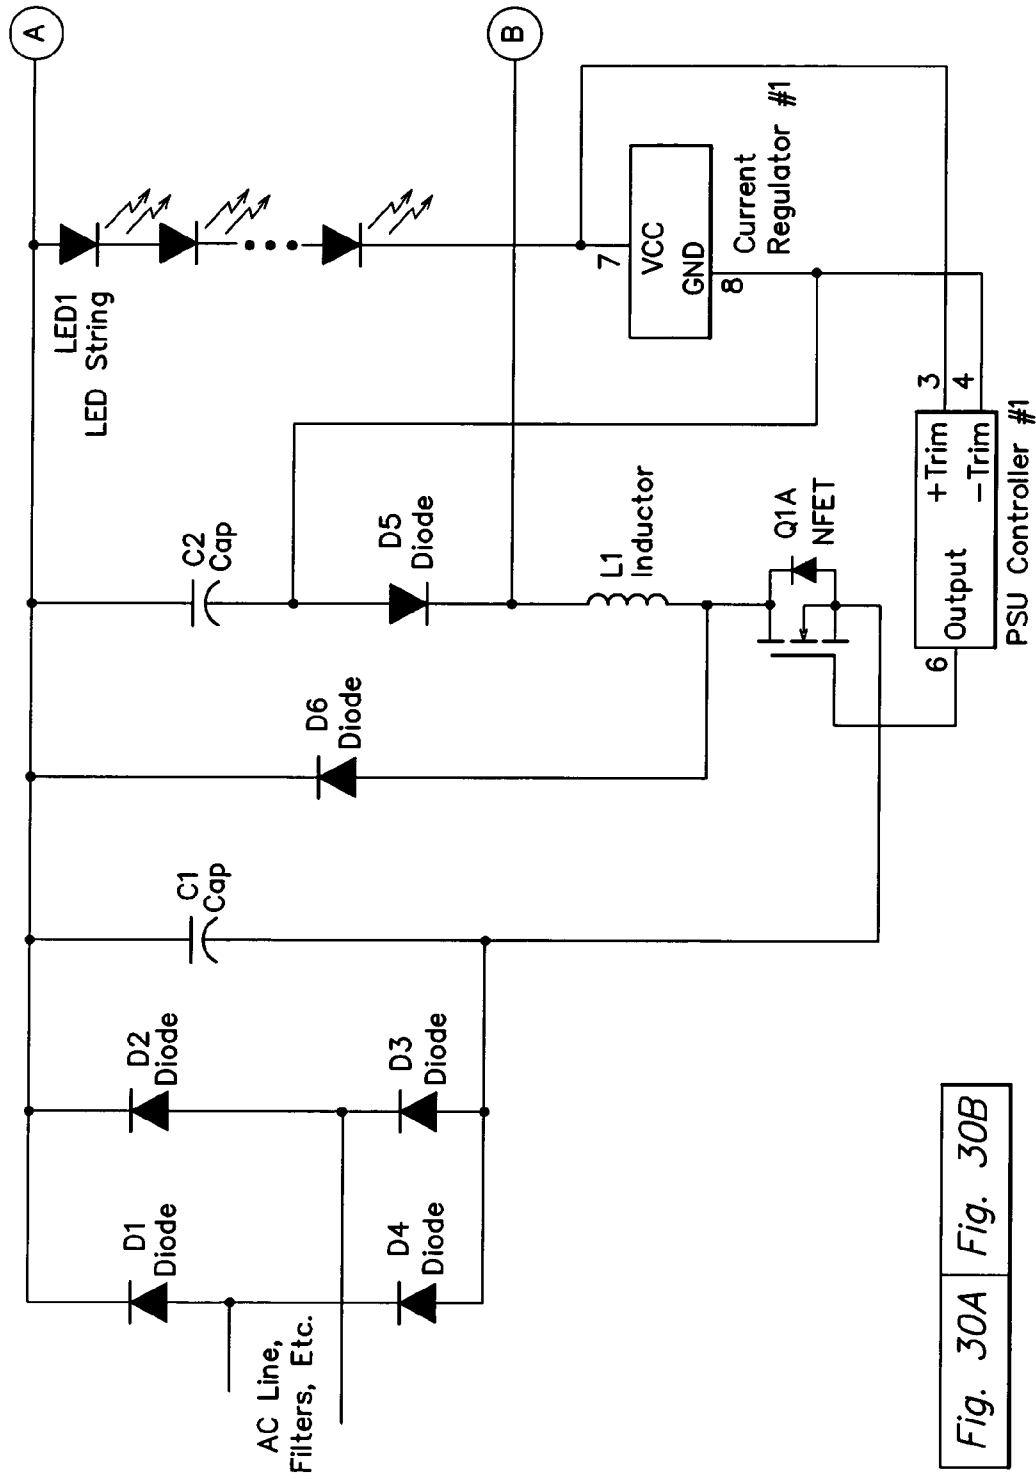 A
B
LED1
LED String
C2
Cap
D5
Diode
D6
Diode
L1
Inductor
Q1A
NFET
7
VCC
GND
8
Current
Regulator #1
3
4
+Trim
-Trim
Output
6
PSU Controller #1
C1
Cap
D2
Diode
D3
Diode
D1
Diode
D4
Diode
AC Line,
Filters, Etc.
Fig. 30A
Fig. 30B